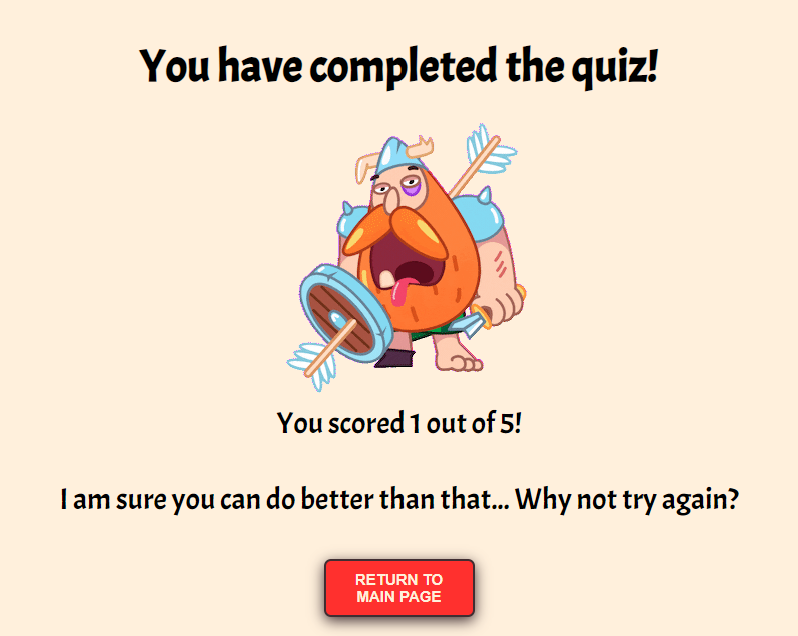 You have completed the quiz!
You scored 1 out of 5!
I am sure you can do better than that... Why not try again?
RETURN TO
MAIN PAGE